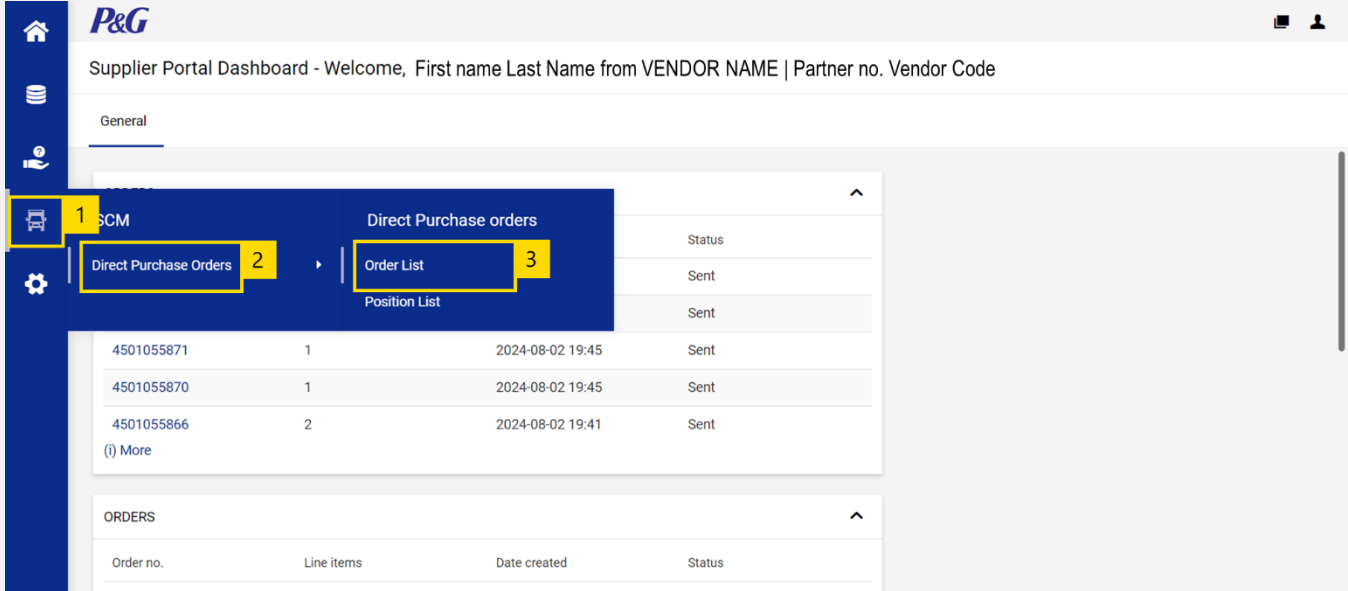 P&G
Supplier Portal Dashboard - Welcome, First name Last Name from VENDOR NAME | Partner no. Vendor Code
General
1 SCM Direct Purchase orders
Status
Direct Purchase Orders 2 Order List 3
Sent
Position List
Sent
4501055871 1 2024-08-02 19:45 Sent
4501055870 1 2024-08-02 19:45 Sent
4501055866 2 2024-08-02 19:41 Sent
(i) More
ORDERS
Order no. Line items Date created Status